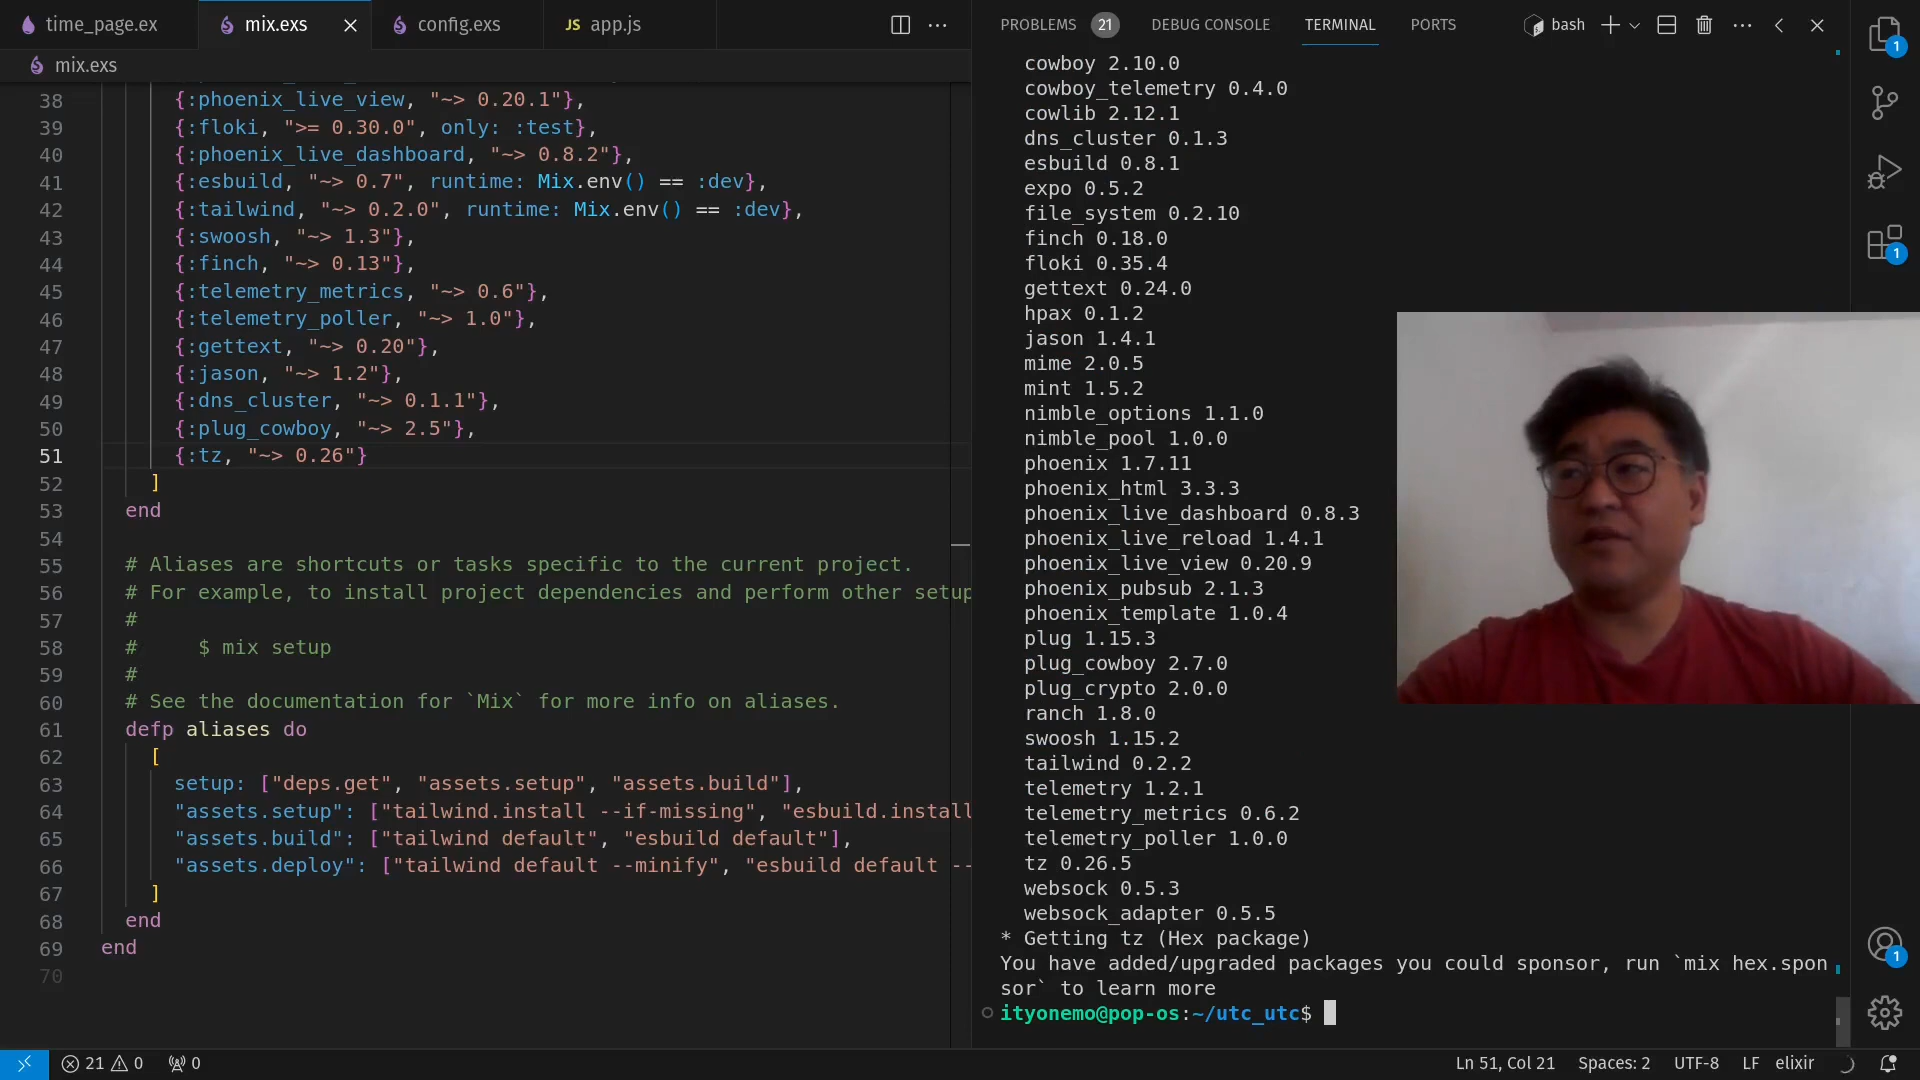 time_page.ex
mix.exs
config.exs
JS app.js
mix.exs
38 {:phoenix_live_view, "~> 0.20.1"},
39 {:floki, ">= 0.30.0", only: :test},
40 {:phoenix_live_dashboard, "~> 0.8.2"},
41 {:esbuild, "~> 0.7", runtime: Mix.env() == :dev},
42 {:tailwind, "~> 0.2.0", runtime: Mix.env() == :dev},
43 {:swoosh, "~> 1.3"},
44 {:finch, "~> 0.13"},
45 {:telemetry_metrics, "~> 0.6"},
46 {:telemetry_poller, "~> 1.0"},
47 {:gettext, "~> 0.20"},
48 {:jason, "~> 1.2"},
49 {:dns_cluster, "~> 0.1.1"},
50 {:plug_cowboy, "~> 2.5"},
51 {:tz, "~> 0.26"}
52 ]
53 end
54
55 # Aliases are shortcuts or tasks specific to the current project.
56 # For example, to install project dependencies and perform other setup
57 #
58 # $ mix setup
59 #
60 # See the documentation for `Mix` for more info on aliases.
61 defp aliases do
62 [
63 setup: ["deps.get", "assets.setup", "assets.build"],
64 "assets.setup": ["tailwind.install --if-missing", "esbuild.install
65 "assets.build": ["tailwind default", "esbuild default"],
66 "assets.deploy": ["tailwind default --minify", "esbuild default --
67 ]
68 end
69 end
70
PROBLEMS 21 DEBUG CONSOLE TERMINAL PORTS bash
cowboy 2.10.0
cowboy_telemetry 0.4.0
cowlib 2.12.1
dns_cluster 0.1.3
esbuild 0.8.1
expo 0.5.2
file_system 0.2.10
finch 0.18.0
floki 0.35.4
gettext 0.24.0
hpax 0.1.2
jason 1.4.1
mime 2.0.5
mint 1.5.2
nimble_options 1.1.0
nimble_pool 1.0.0
phoenix 1.7.11
phoenix_html 3.3.3
phoenix_live_dashboard 0.8.3
phoenix_live_reload 1.4.1
phoenix_live_view 0.20.9
phoenix_pubsub 2.1.3
phoenix_template 1.0.4
plug 1.15.3
plug_cowboy 2.7.0
plug_crypto 2.0.0
ranch 1.8.0
swoosh 1.15.2
tailwind 0.2.2
telemetry 1.2.1
telemetry_metrics 0.6.2
telemetry_poller 1.0.0
tz 0.26.5
websock 0.5.3
websock_adapter 0.5.5
* Getting tz (Hex package)
You have added/upgraded packages you could sponsor, run `mix hex.spon
sor` to learn more
ityonemo@pop-os:~/utc_utc$
1
1
1
21 0 0
Ln 51, Col 21 Spaces: 2 UTF-8 LF elixir